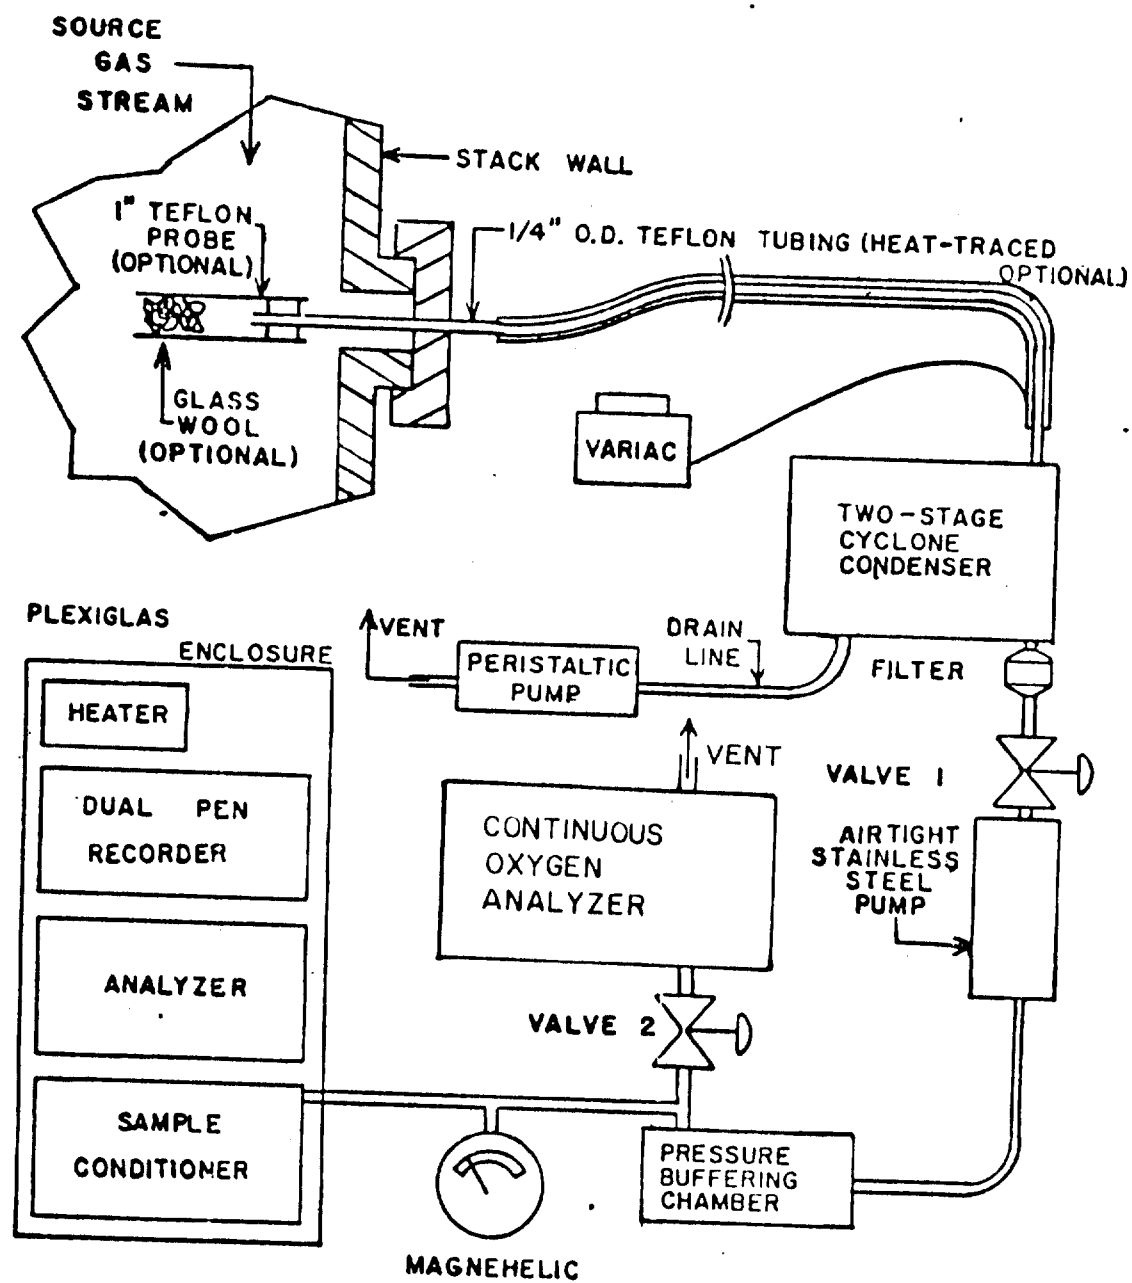 SOURCE
GAS
STREAM
STACK WALL
1" TEFLON
PROBE
(OPTIONAL)
1/4" O.D. TEFLON TUBING (HEAT-TRACED
OPTIONAL)
GLASS
WOOL
(OPTIONAL)
VARIAC
TWO-STAGE
CYCLONE
CONDENSER
PLEXIGLAS
ENCLOSURE
VENT
PERISTALTIC
PUMP
DRAIN
LINE
FILTER
HEATER
DUAL PEN
RECORDER
ANALYZER
SAMPLE
CONDITIONER
VENT
CONTINUOUS
OXYGEN
ANALYZER
VALVE 1
AIRTIGHT
STAINLESS
STEEL
PUMP
VALVE 2
PRESSURE
BUFFERING
CHAMBER
MAGNEHELIC